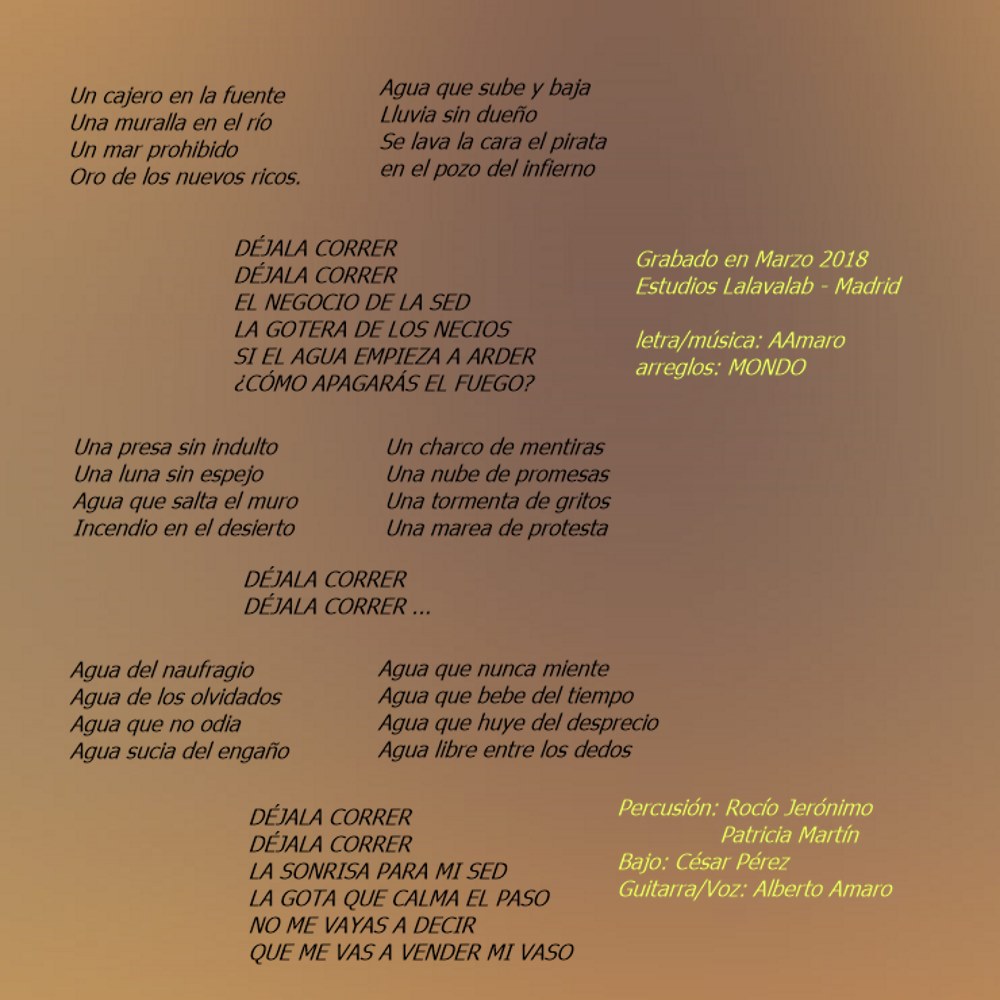 Un cajero en la fuente
Una muralla en el río
Un mar prohibido
Oro de los nuevos ricos.
Agua que sube y baja
Lluvia sin dueño
Se lava la cara el pirata
en el pozo del infierno
DÉJALA CORRER
DÉJALA CORRER
EL NEGOCIO DE LA SED
LA GOTERA DE LOS NECIOS
SI EL AGUA EMPIEZA A ARDER
¿CÓMO APAGARÁS EL FUEGO?
Grabado en Marzo 2018
Estudios Lalavalab - Madrid
letra/música: AAmaro
arreglos: MONDO
Una presa sin indulto
Una luna sin espejo
Agua que salta el muro
Incendio en el desierto
Un charco de mentiras
Una nube de promesas
Una tormenta de gritos
Una marea de protesta
DÉJALA CORRER
DÉJALA CORRER ...
Agua del naufragio
Agua de los olvidados
Agua que no odia
Agua sucia del engaño
Agua que nunca miente
Agua que bebe del tiempo
Agua que huye del desprecio
Agua libre entre los dedos
DÉJALA CORRER
DÉJALA CORRER
LA SONRISA PARA MI SED
LA GOTA QUE CALMA EL PASO
NO ME VAYAS A DECIR
QUE ME VAS A VENDER MI VASO
Percusión: Rocío Jerónimo
Patricia Martín
Bajo: César Pérez
Guitarra/Voz: Alberto Amaro